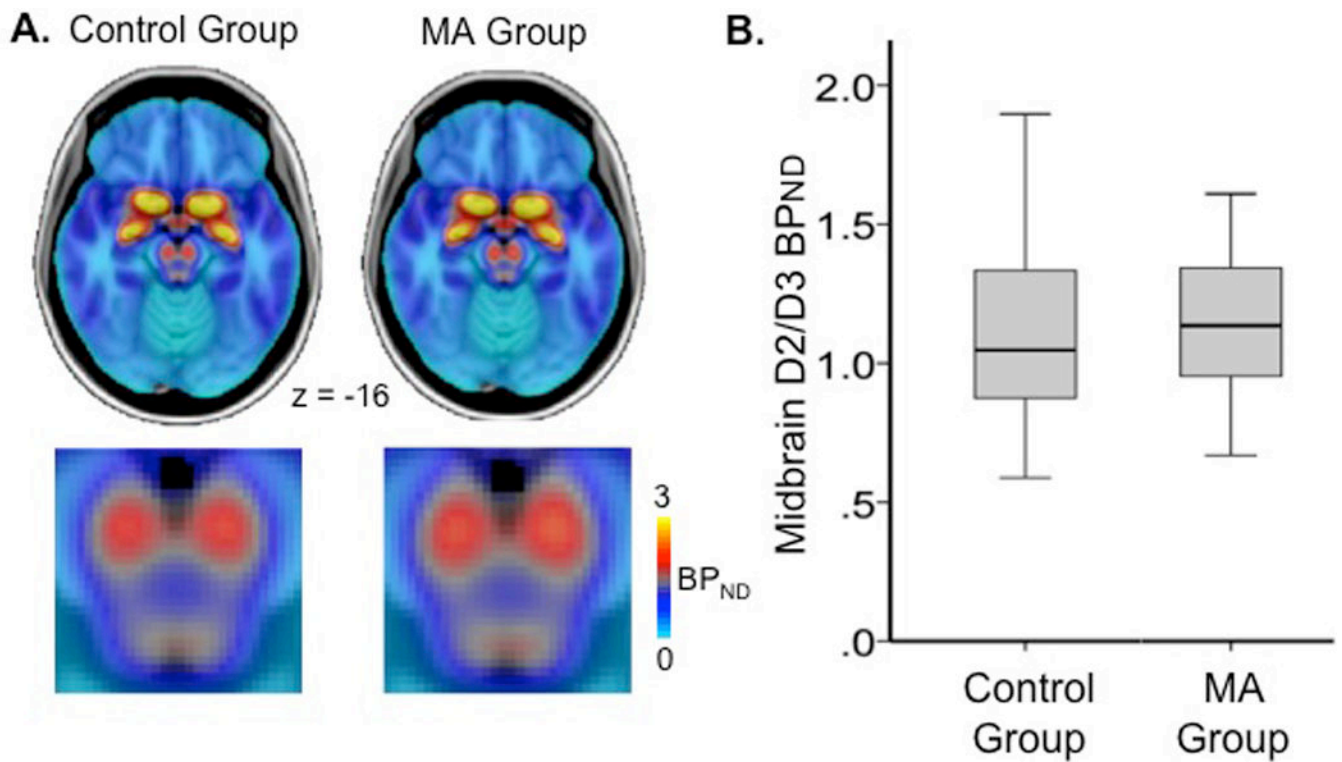 A. Control Group
MA Group
z = -16
3
BPND
0
B.
Midbrain D2/D3 BPND
2.0
1.5
1.0
.5
.0
Control
Group
MA
Group